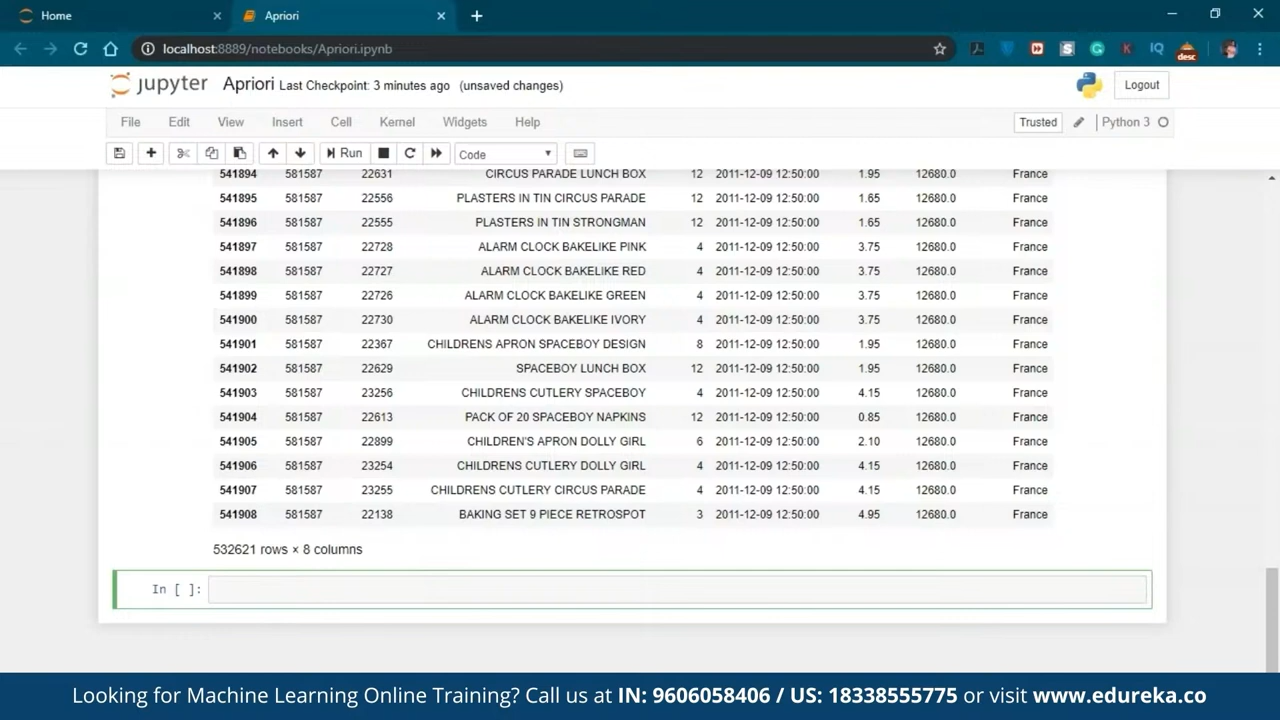 Home
Apriori
localhost:8889/notebooks/Apriori.ipynb
IQ
desc
jupyter Apriori Last Checkpoint: 3 minutes ago (unsaved changes)
Logout
File Edit View Insert Cell Kernel Widgets Help
Trusted
Python 3
Run
Code
541894 581587 22631 CIRCUS PARADE LUNCH BOX 12 2011-12-09 12:50:00 1.95 12680.0 France
541895 581587 22556 PLASTERS IN TIN CIRCUS PARADE 12 2011-12-09 12:50:00 1.65 12680.0 France
541896 581587 22555 PLASTERS IN TIN STRONGMAN 12 2011-12-09 12:50:00 1.65 12680.0 France
541897 581587 22728 ALARM CLOCK BAKELIKE PINK 4 2011-12-09 12:50:00 3.75 12680.0 France
541898 581587 22727 ALARM CLOCK BAKELIKE RED 4 2011-12-09 12:50:00 3.75 12680.0 France
541899 581587 22726 ALARM CLOCK BAKELIKE GREEN 4 2011-12-09 12:50:00 3.75 12680.0 France
541900 581587 22730 ALARM CLOCK BAKELIKE IVORY 4 2011-12-09 12:50:00 3.75 12680.0 France
541901 581587 22367 CHILDRENS APRON SPACEBOY DESIGN 8 2011-12-09 12:50:00 1.95 12680.0 France
541902 581587 22629 SPACEBOY LUNCH BOX 12 2011-12-09 12:50:00 1.95 12680.0 France
541903 581587 23256 CHILDRENS CUTLERY SPACEBOY 4 2011-12-09 12:50:00 4.15 12680.0 France
541904 581587 22613 PACK OF 20 SPACEBOY NAPKINS 12 2011-12-09 12:50:00 0.85 12680.0 France
541905 581587 22899 CHILDREN'S APRON DOLLY GIRL 6 2011-12-09 12:50:00 2.10 12680.0 France
541906 581587 23254 CHILDRENS CUTLERY DOLLY GIRL 4 2011-12-09 12:50:00 4.15 12680.0 France
541907 581587 23255 CHILDRENS CUTLERY CIRCUS PARADE 4 2011-12-09 12:50:00 4.15 12680.0 France
541908 581587 22138 BAKING SET 9 PIECE RETROSPOT 3 2011-12-09 12:50:00 4.95 12680.0 France
532621 rows × 8 columns
In [ ]:
Looking for Machine Learning Online Training? Call us at IN: 9606058406 / US: 18338555775 or visit www.edureka.co